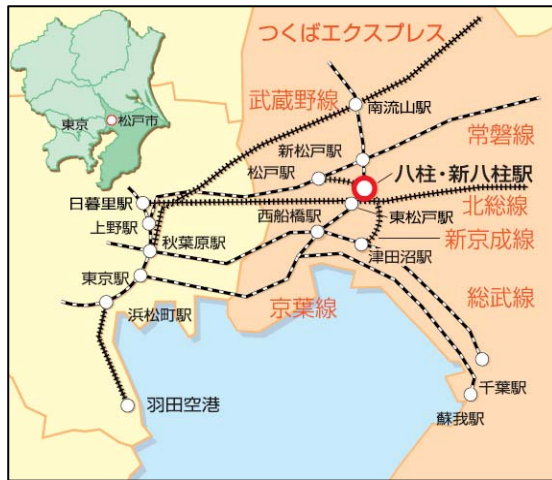 つくばエクスプレス
武蔵野線
南流山駅
常磐線
東京
松戸市
新松戸駅
松戸駅
八柱・新八柱駅
日暮里駅
北総線
上野駅
西船橋駅
東松戸駅
秋葉原駅
新京成線
津田沼駅
東京駅
京葉線
総武線
浜松町駅
千葉駅
羽田空港
蘇我駅